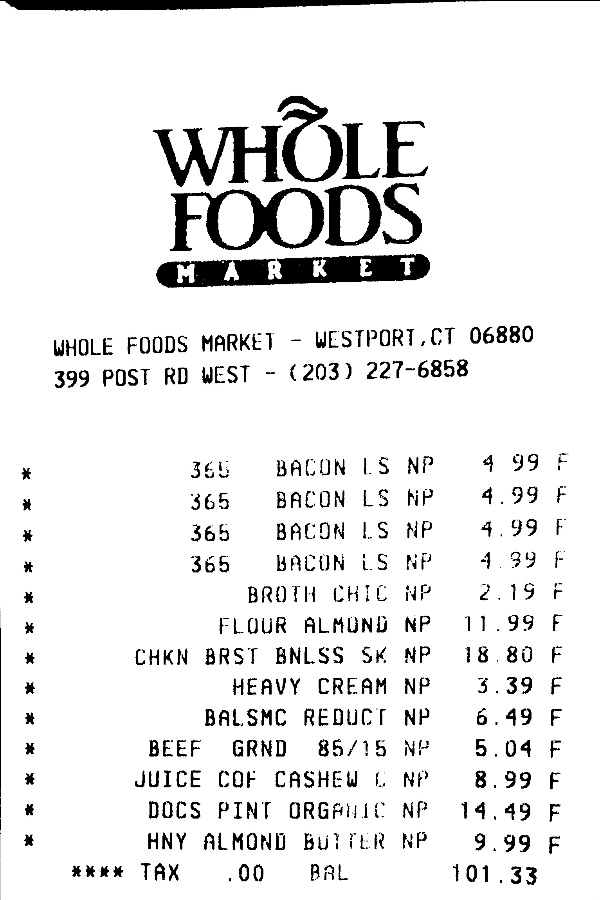 WHOLE
FOODS
MARKET
WHOLE FOODS MARKET - WESTPORT,CT 06880
399 POST RD WEST - (203) 227-6858
* 365 BACON LS NP 4.99 F
* 365 BACON LS NP 4.99 F
* 365 BACON LS NP 4.99 F
* 365 BACON LS NP 4.99 F
* BROTH CHIC NP 2.19 F
* FLOUR ALMOND NP 11.99 F
* CHKN BRST BNLSS SK NP 18.80 F
* HEAVY CREAM NP 3.39 F
* BALSMC REDUCT NP 6.49 F
* BEEF GRND 85/15 NP 5.04 F
* JUICE COF CASHEW C NP 8.99 F
* DOCS PINT ORGANIC NP 14.49 F
* HNY ALMOND BUTTER NP 9.99 F
**** TAX .00 BAL 101.33